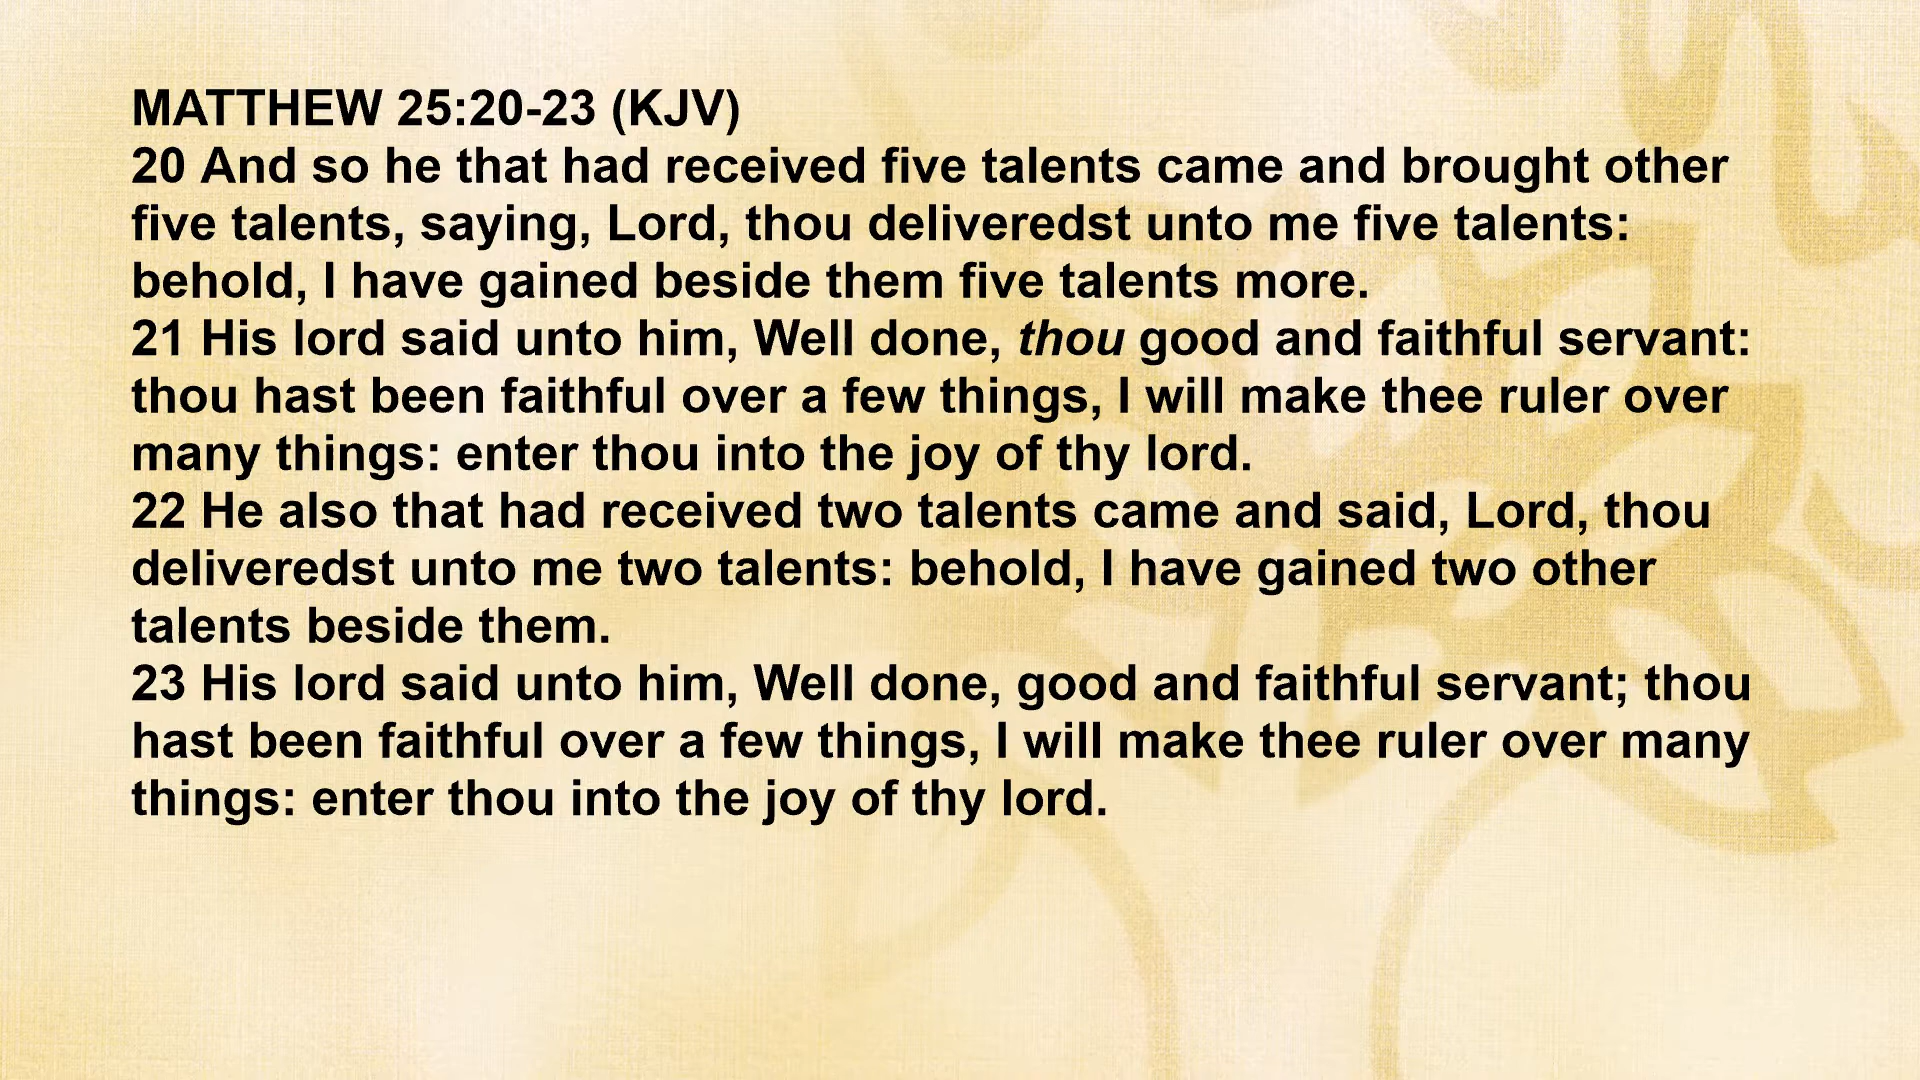 MATTHEW 25:20-23 (KJV)
20 And so he that had received five talents came and brought other
five talents, saying, Lord, thou deliveredst unto me five talents:
behold, I have gained beside them five talents more.
21 His lord said unto him, Well done, thou good and faithful servant:
thou hast been faithful over a few things, I will make thee ruler over
many things: enter thou into the joy of thy lord.
22 He also that had received two talents came and said, Lord, thou
deliveredst unto me two talents: behold, I have gained two other
talents beside them.
23 His lord said unto him, Well done, good and faithful servant; thou
hast been faithful over a few things, I will make thee ruler over many
things: enter thou into the joy of thy lord.